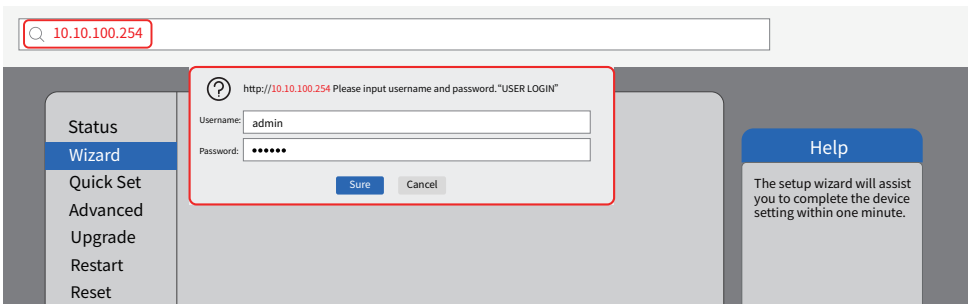 10.10.100.254
http://10.10.100.254 Please input username and password.“USER LOGIN”
Username: admin
Password: ••••••
Sure Cancel
Status
Wizard
Quick Set
Advanced
Upgrade
Restart
Reset
Help
The setup wizard will assist
you to complete the device
setting within one minute.